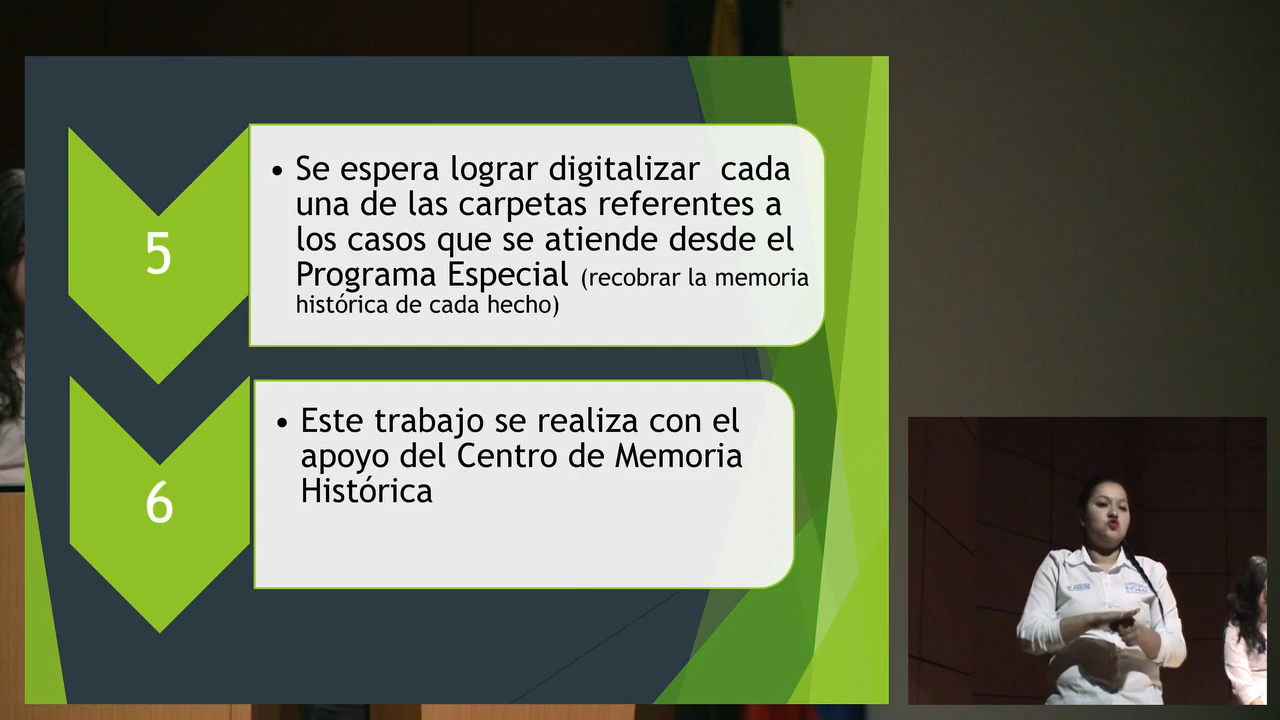 5
• Se espera lograr digitalizar  cada
una de las carpetas referentes a
los casos que se atiende desde el
Programa Especial (recobrar la memoria
histórica de cada hecho)
6
• Este trabajo se realiza con el
apoyo del Centro de Memoria
Histórica